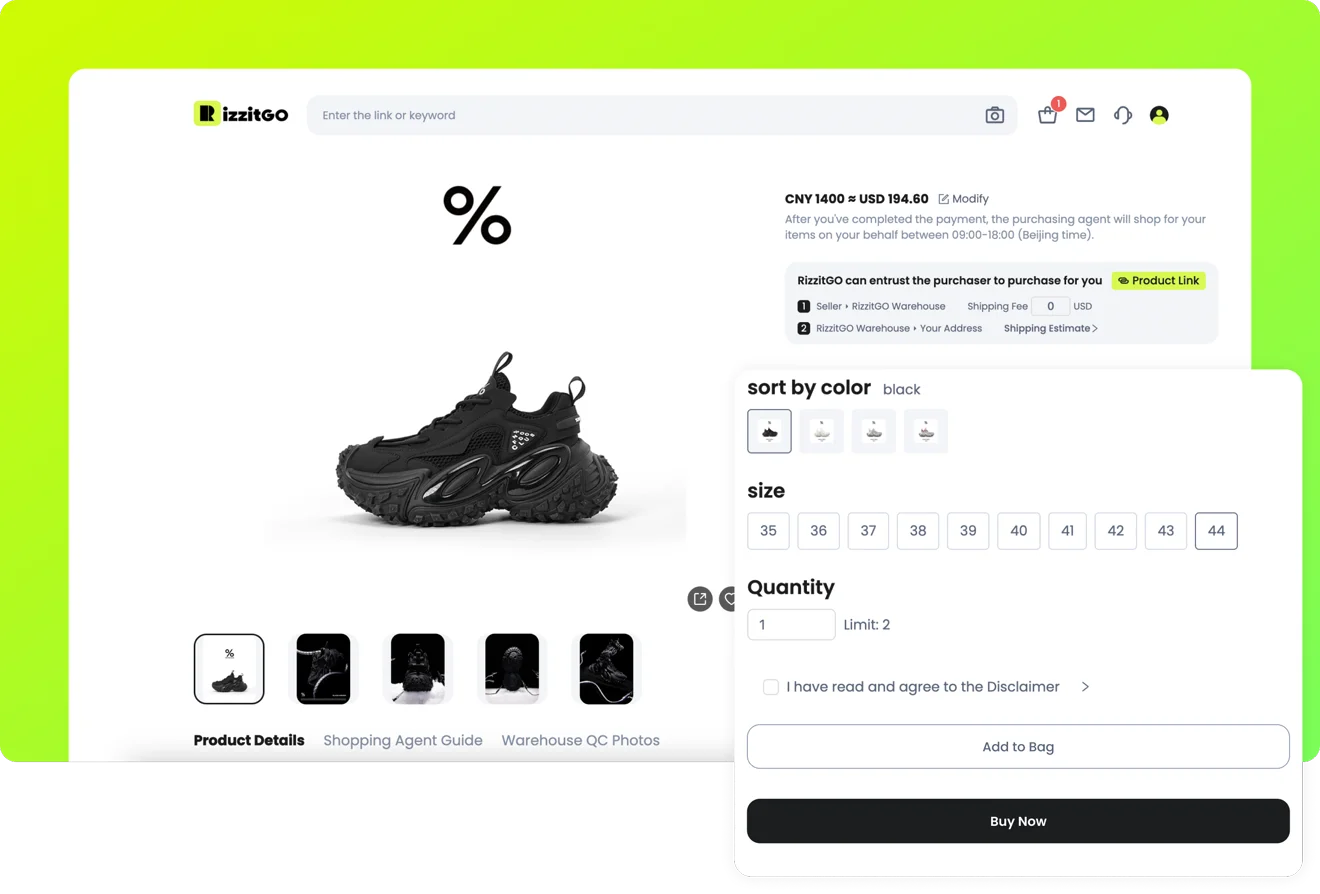 RizzitGO
Enter the link or keyword
1
%
CNY 1400 ≈ USD 194.60 Modify
After you've completed the payment, the purchasing agent will shop for your
items on your behalf between 09:00-18:00 (Beijing time).
RizzitGO can entrust the purchaser to purchase for you Product Link
1 Seller ‣ RizzitGO Warehouse Shipping Fee 0 USD
2 RizzitGO Warehouse ‣ Your Address Shipping Estimate >
sort by color black
size
35 36 37 38 39 40 41 42 43 44
Quantity
1 Limit: 2
I have read and agree to the Disclaimer >
Add to Bag
Buy Now
%
Product Details Shopping Agent Guide Warehouse QC Photos